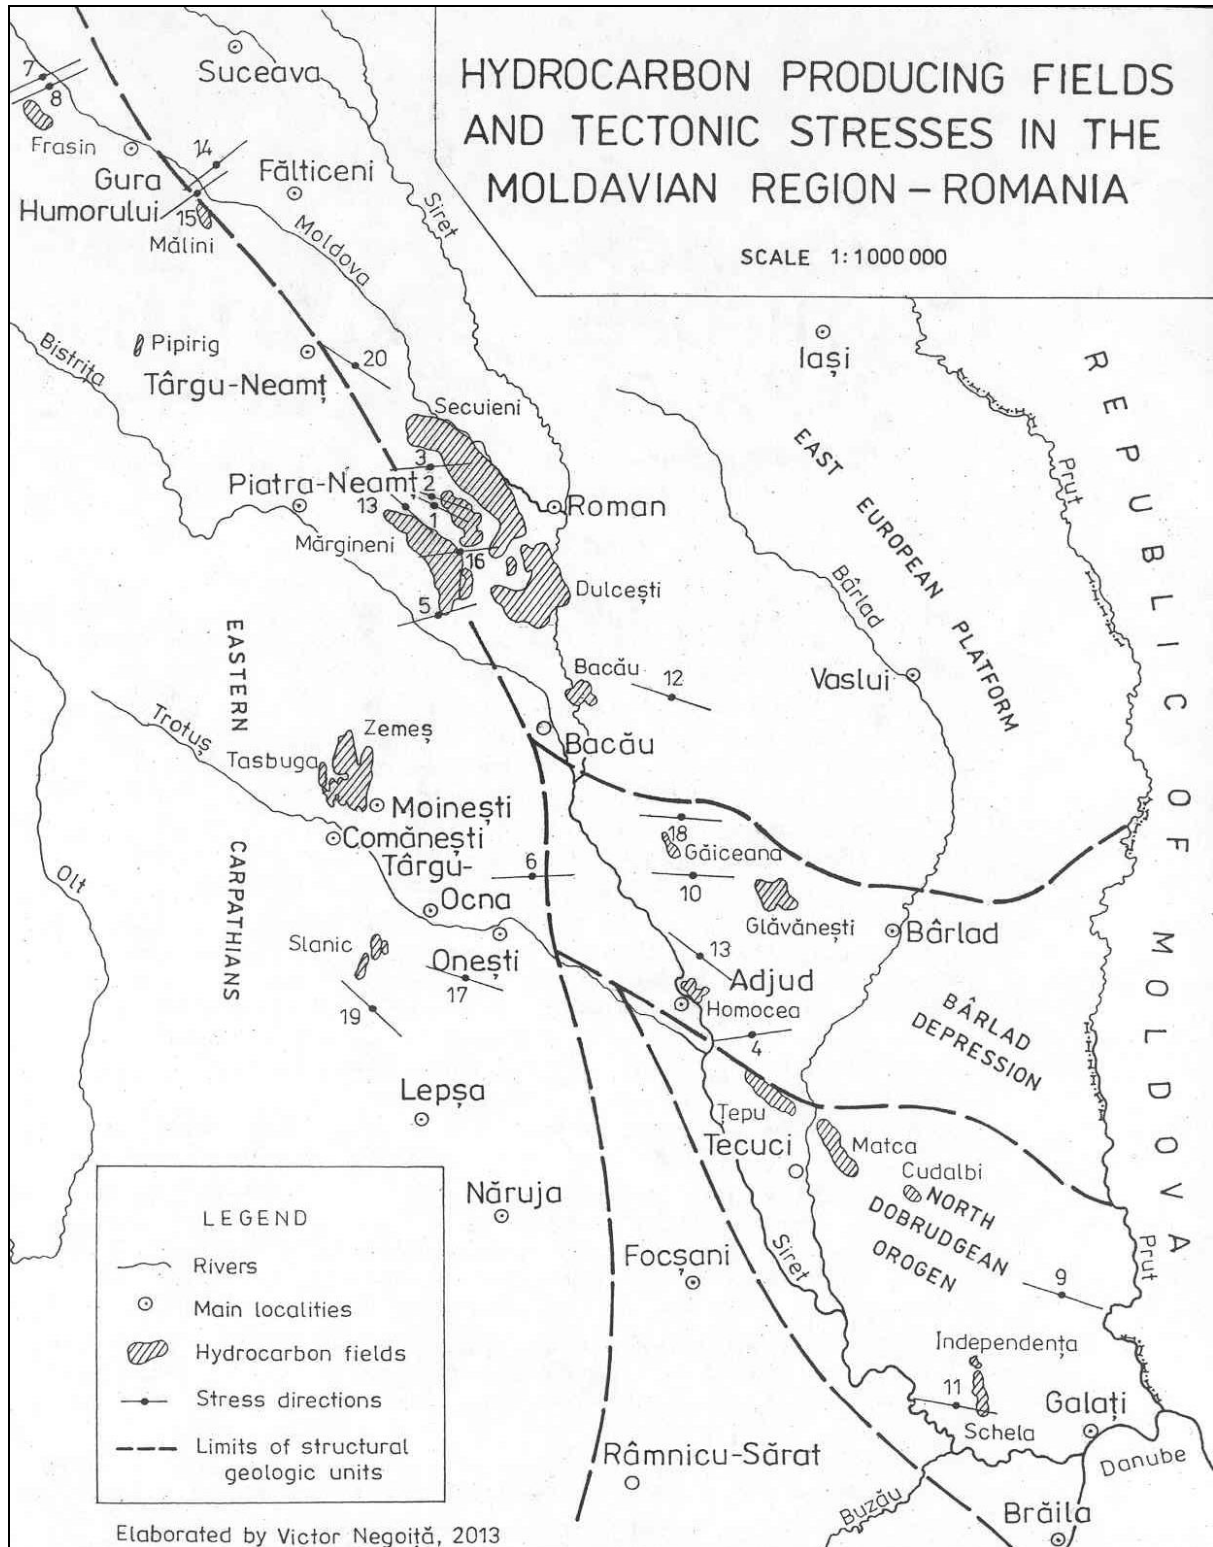 HYDROCARBON PRODUCING FIELDS
AND TECTONIC STRESSES IN THE
MOLDAVIAN REGION – ROMANIA
SCALE 1:1000 000
7
8
Suceava
Frasin
Gura
Humorului
14
15
Mălini
Fălticeni
Siret
Moldova
Iași
Bistrița
Pipirig
Târgu-Neamț
20
Secuieni
3
Piatra-Neamț
2
13
1
Roman
Mărgineni
16
5
Dulcești
EAST EUROPEAN PLATFORM
Prut
REPUBLIC OF MOLDOVA
Bârlad
EASTERN
CARPATHIANS
Bacău
12
Vaslui
Trotuș
Zemeș
Tasbuga
Bacău
Moinești
Comănești
Târgu-
Ocna
6
18
Găiceana
10
Glăvănești
Olt
Slanic
Onești
17
19
13
Adjud
Homocea
4
Bârlad
BÂRLAD
DEPRESSION
Lepșa
Țepu
Tecuci
Matca
Cudalbi
NORTH
DOBRUDGEAN
OROGEN
Năruja
Focșani
Siret
9
Prut
Independența
11
Schela
Galați
Râmnicu-Sărat
Buzău
Danube
Brăila
LEGEND
Rivers
Main localities
Hydrocarbon fields
Stress directions
Limits of structural
geologic units
Elaborated by Victor Negoiță, 2013